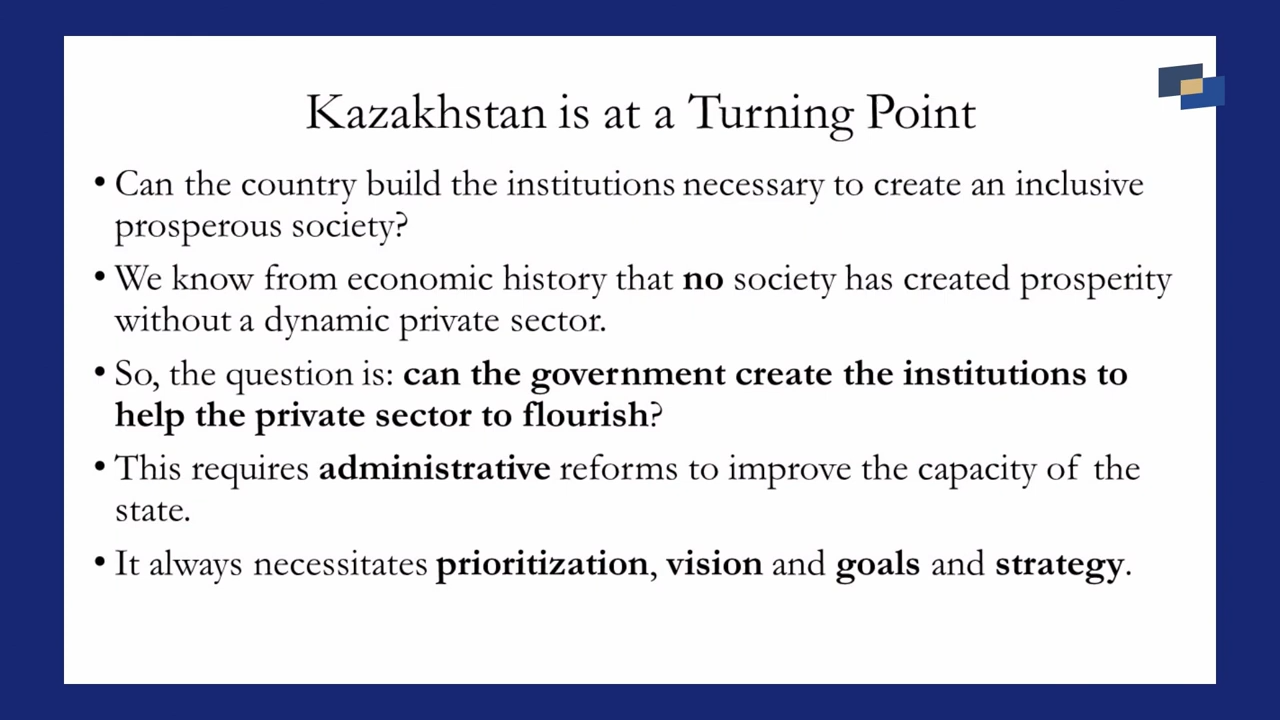 Kazakhstan is at a Turning Point
• Can the country build the institutions necessary to create an inclusive
prosperous society?
• We know from economic history that no society has created prosperity
without a dynamic private sector.
• So, the question is: can the government create the institutions to
help the private sector to flourish?
• This requires administrative reforms to improve the capacity of the
state.
• It always necessitates prioritization, vision and goals and strategy.